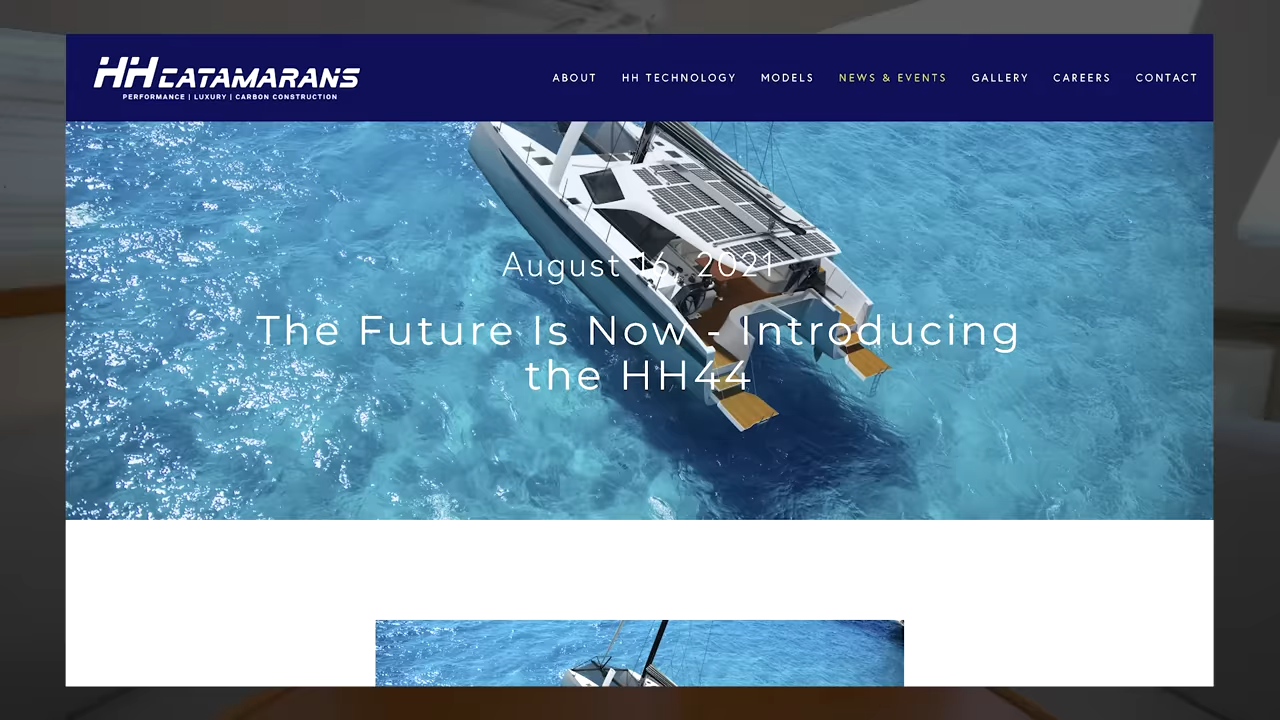 HH CATAMARANS
PERFORMANCE | LUXURY | CARBON CONSTRUCTION
ABOUT HH TECHNOLOGY MODELS NEWS & EVENTS GALLERY CAREERS CONTACT
August 16, 2021
The Future Is Now - Introducing
the HH44